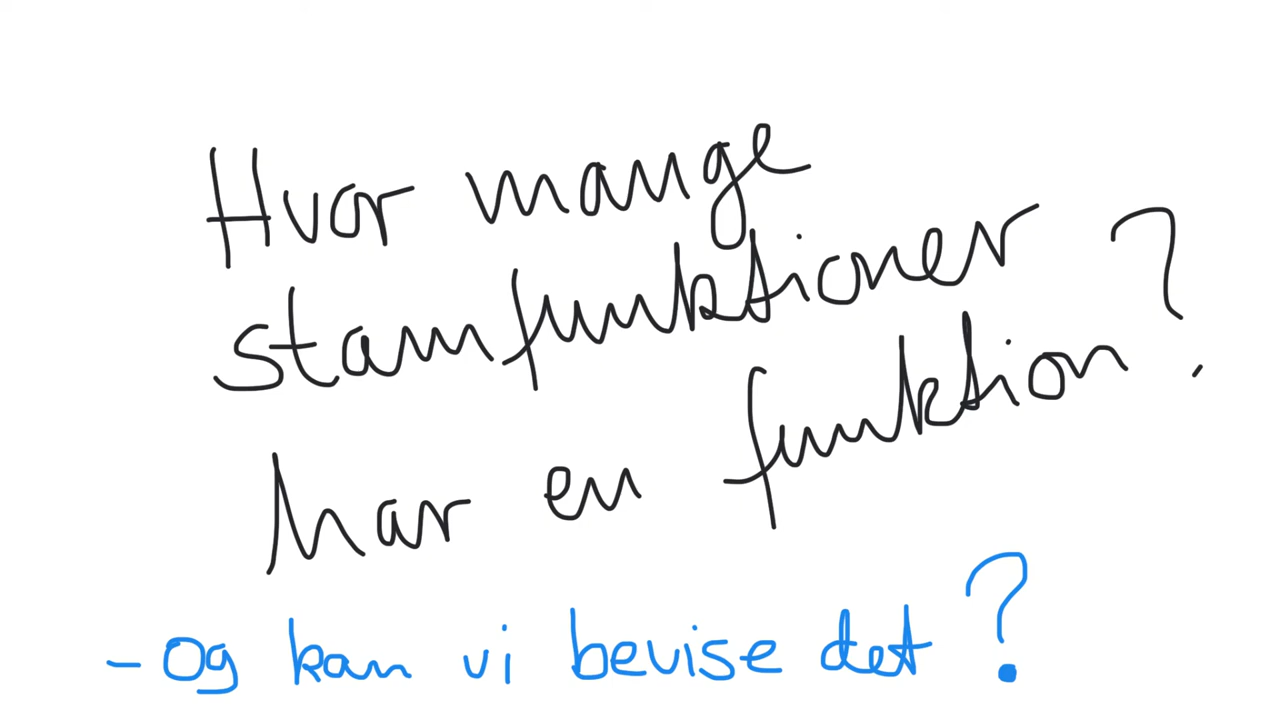 Hvor mange
stamfunktioner
har en funktion?
- Og kan vi bevise det?